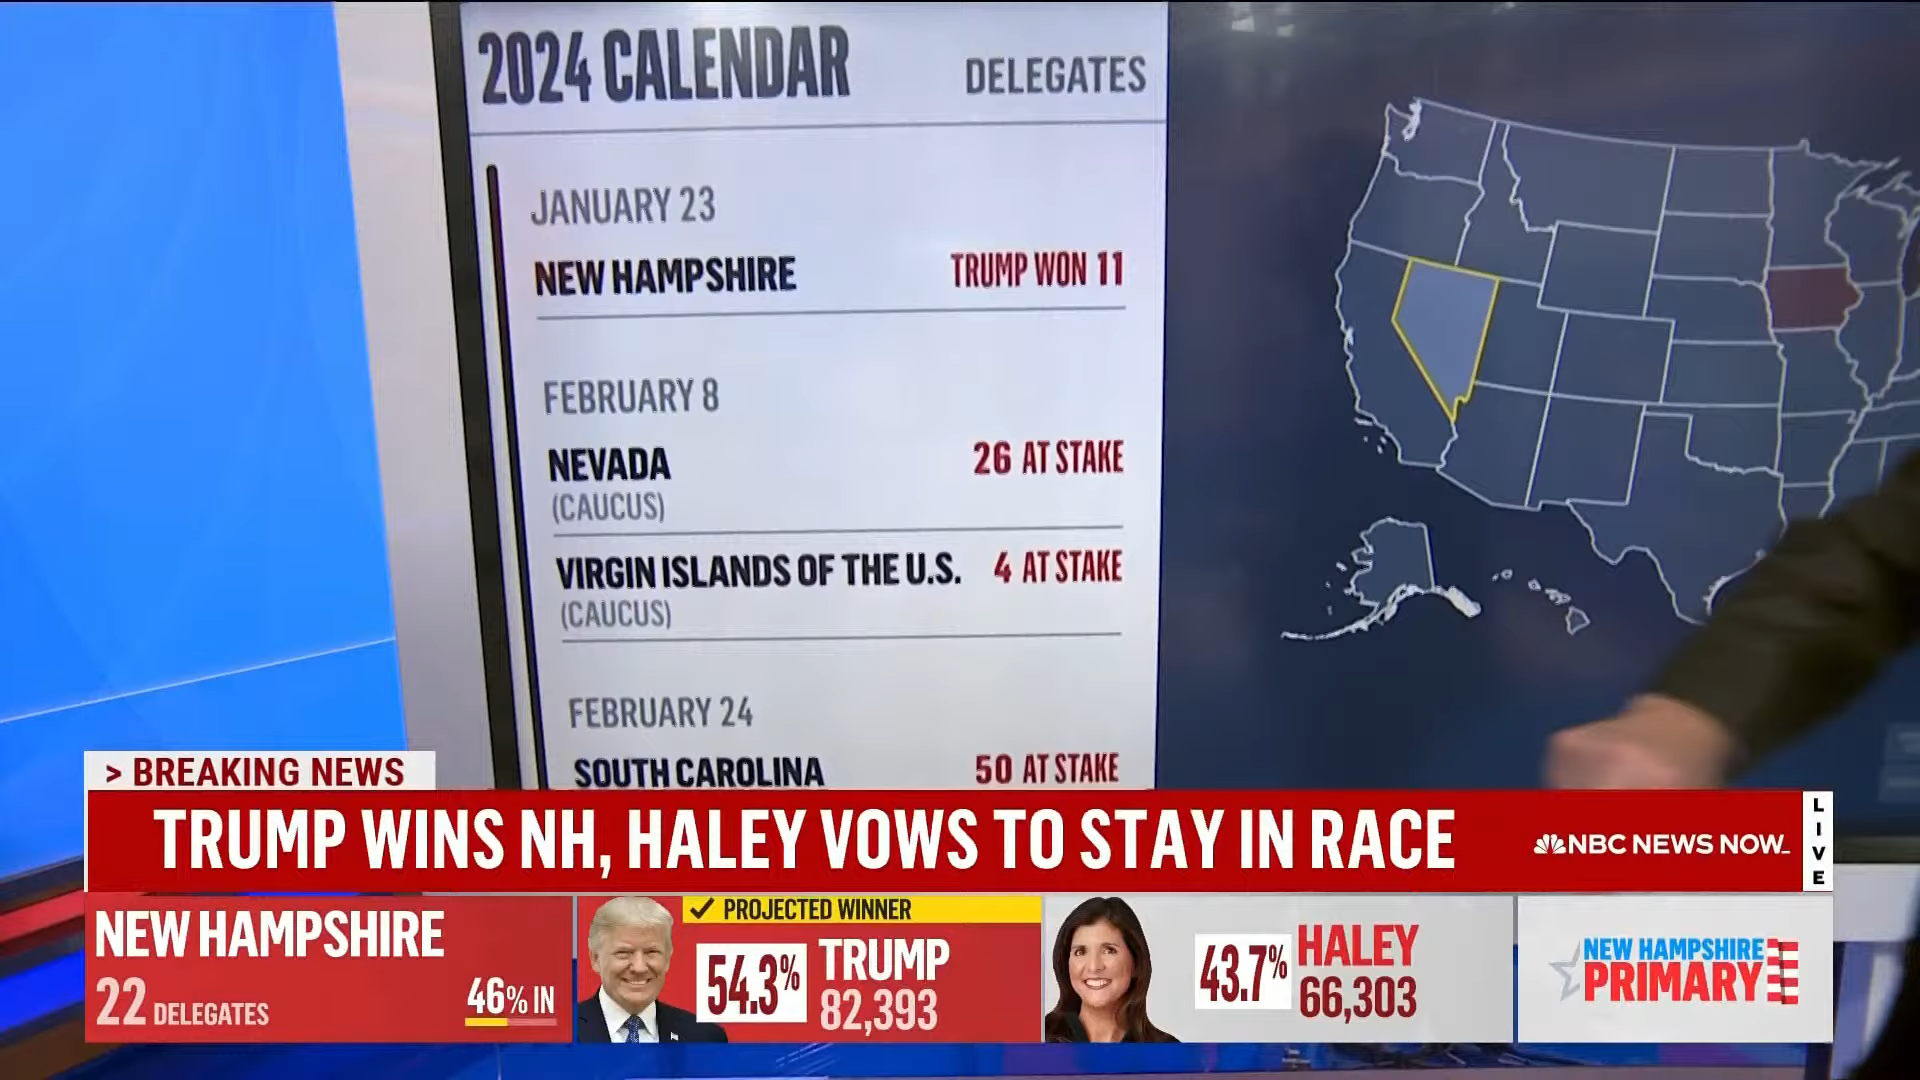 2024 CALENDAR DELEGATES
JANUARY 23
NEW HAMPSHIRE TRUMP WON 11
FEBRUARY 8
NEVADA 26 AT STAKE
(CAUCUS)
VIRGIN ISLANDS OF THE U.S. 4 AT STAKE
(CAUCUS)
FEBRUARY 24
SOUTH CAROLINA 50 AT STAKE
> BREAKING NEWS
TRUMP WINS NH, HALEY VOWS TO STAY IN RACE
NBC NEWS NOW_
LIVE
NEW HAMPSHIRE
22 DELEGATES
46% IN
✓ PROJECTED WINNER
54.3% TRUMP
82,393
43.7% HALEY
66,303
NEW HAMPSHIRE
PRIMARY